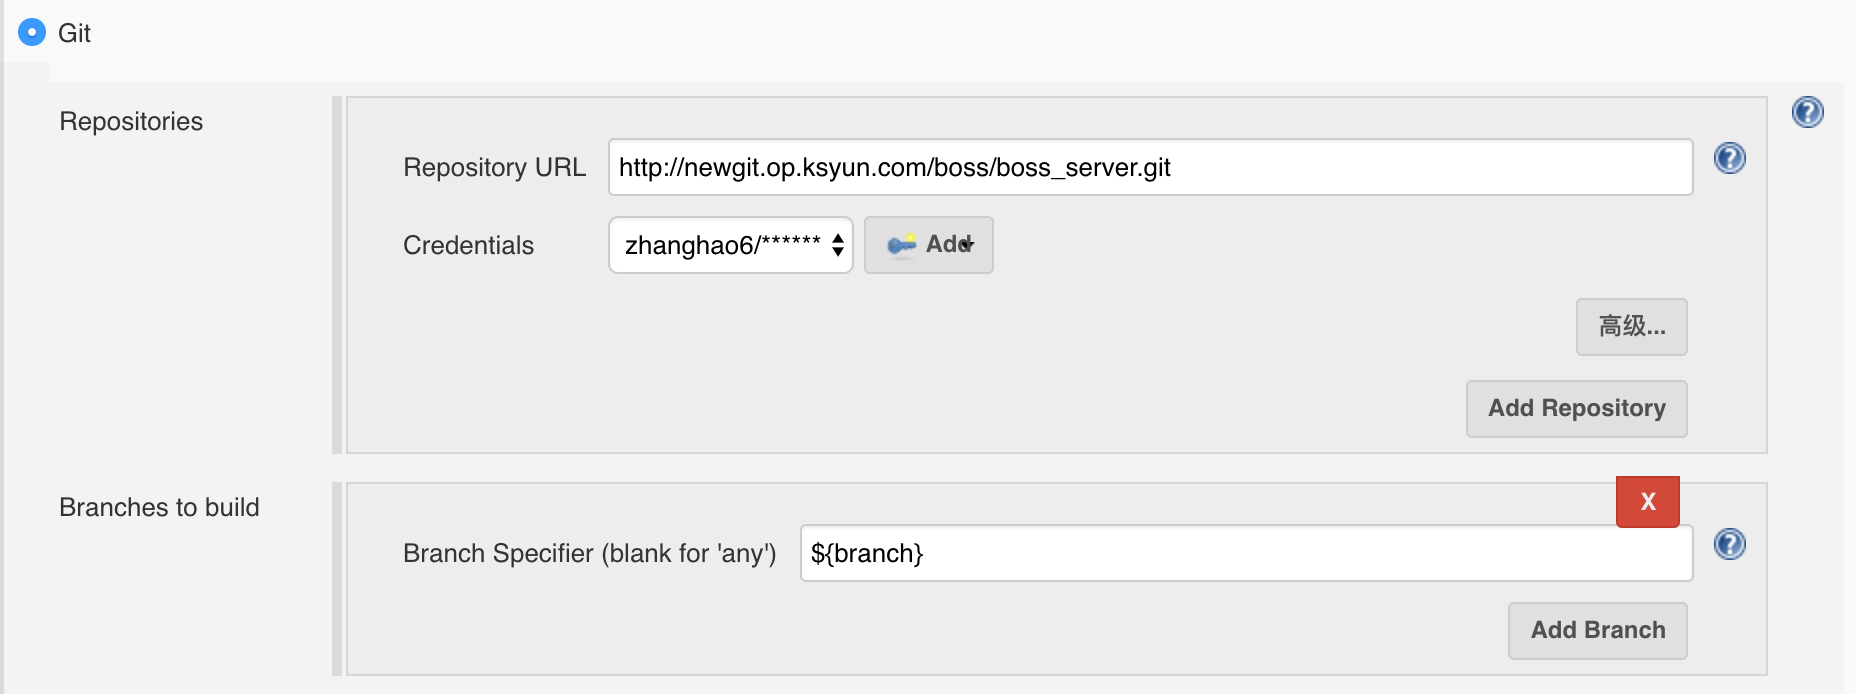 Git
Repositories
Repository URL http://newgit.op.ksyun.com/boss/boss_server.git
Credentials zhanghao6/****** Add
高级...
Add Repository
Branches to build
X
Branch Specifier (blank for 'any') ${branch}
Add Branch